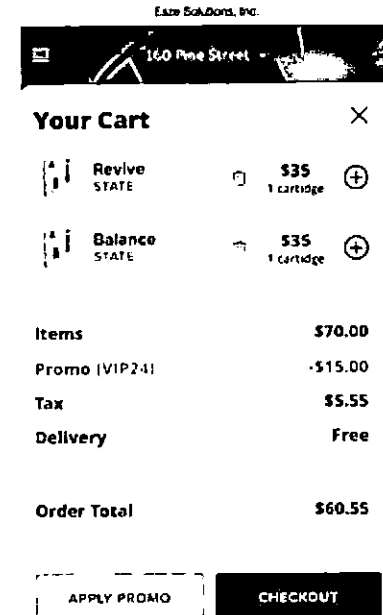 Eaze Solutions, Inc.
160 Pine Street
Your Cart
Revive $35
STATE 1 cartridge
Balance $35
STATE 1 cartridge
Items $70.00
Promo (VIP24) -$15.00
Tax $5.55
Delivery Free
Order Total $60.55
APPLY PROMO CHECKOUT